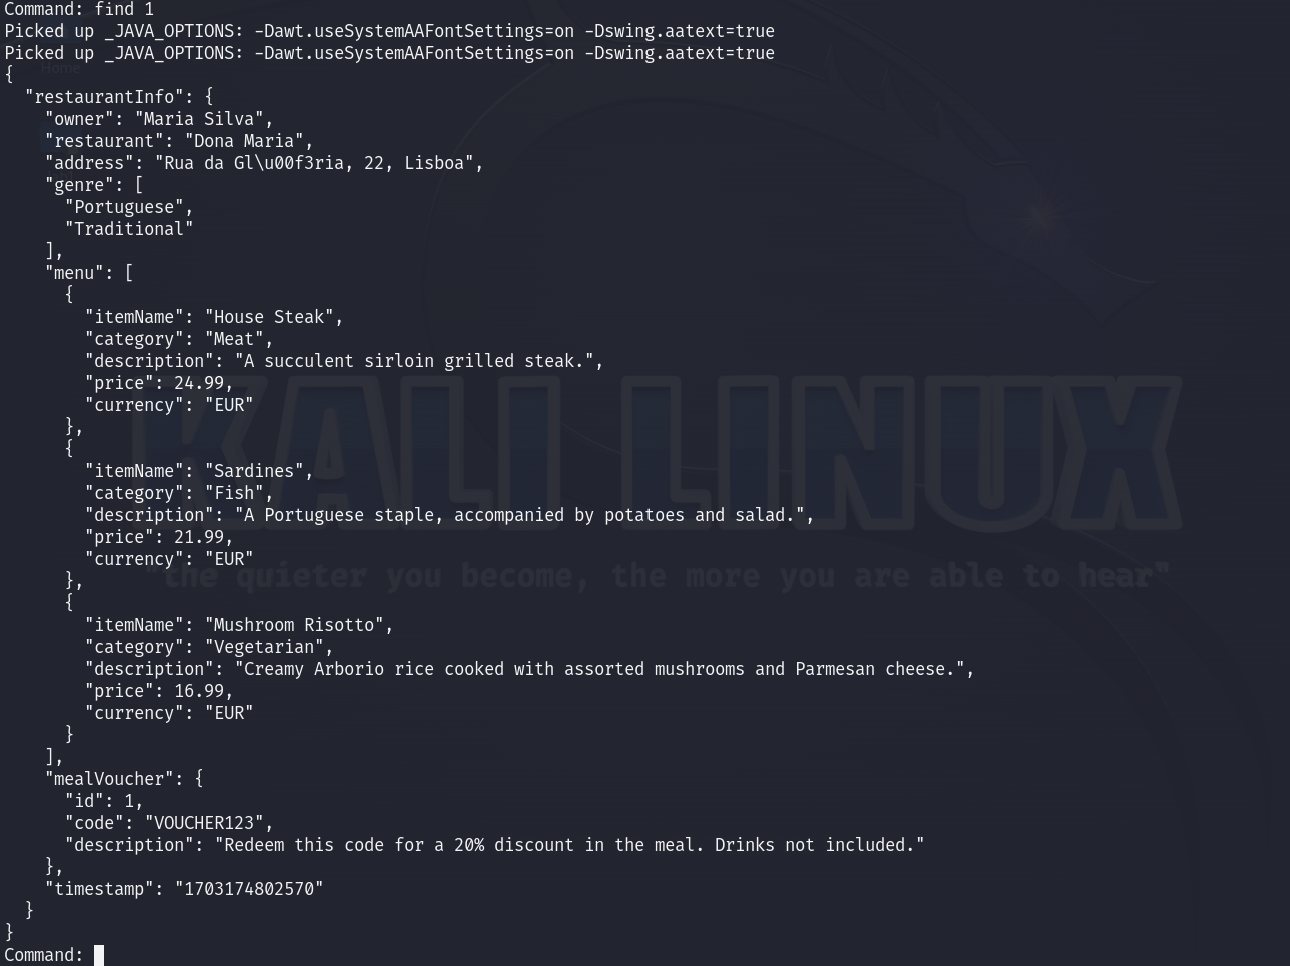 Command: find 1
Picked up _JAVA_OPTIONS: -Dawt.useSystemAAFontSettings=on -Dswing.aatext=true
Picked up _JAVA_OPTIONS: -Dawt.useSystemAAFontSettings=on -Dswing.aatext=true
Home
{
  "restaurantInfo": {
    "owner": "Maria Silva",
    "restaurant": "Dona Maria",
    "address": "Rua da Gl\u00f3ria, 22, Lisboa",
    "genre": [
      "Portuguese",
      "Traditional"
    ],
    "menu": [
      {
        "itemName": "House Steak",
        "category": "Meat",
        "description": "A succulent sirloin grilled steak.",
        "price": 24.99,
        "currency": "EUR"
      },
      {
        "itemName": "Sardines",
        "category": "Fish",
        "description": "A Portuguese staple, accompanied by potatoes and salad.",
        "price": 21.99,
        "currency": "EUR"
      },
      {
        "itemName": "Mushroom Risotto",
        "category": "Vegetarian",
        "description": "Creamy Arborio rice cooked with assorted mushrooms and Parmesan cheese.",
        "price": 16.99,
        "currency": "EUR"
      }
    ],
    "mealVoucher": {
      "id": 1,
      "code": "VOUCHER123",
      "description": "Redeem this code for a 20% discount in the meal. Drinks not included."
    },
    "timestamp": "1703174802570"
  }
}
Command:
KALI LINUX
"the quieter you become, the more you are able to hear"